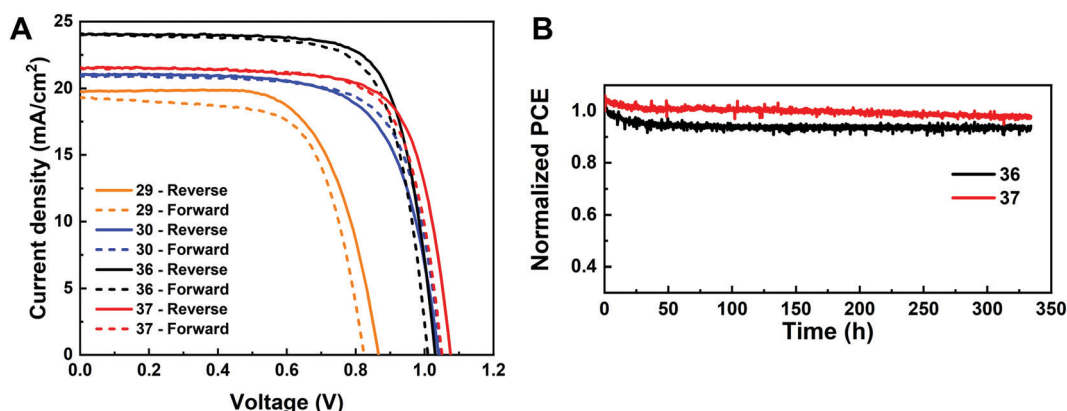 A
Current density (mA/cm²)
25
20
15
10
5
0
29 - Reverse
29 - Forward
30 - Reverse
30 - Forward
36 - Reverse
36 - Forward
37 - Reverse
37 - Forward
0.0 0.2 0.4 0.6 0.8 1.0 1.2
Voltage (V)
B
Normalized PCE
1.0
0.8
0.6
0.4
36
37
0 50 100 150 200 250 300 350
Time (h)